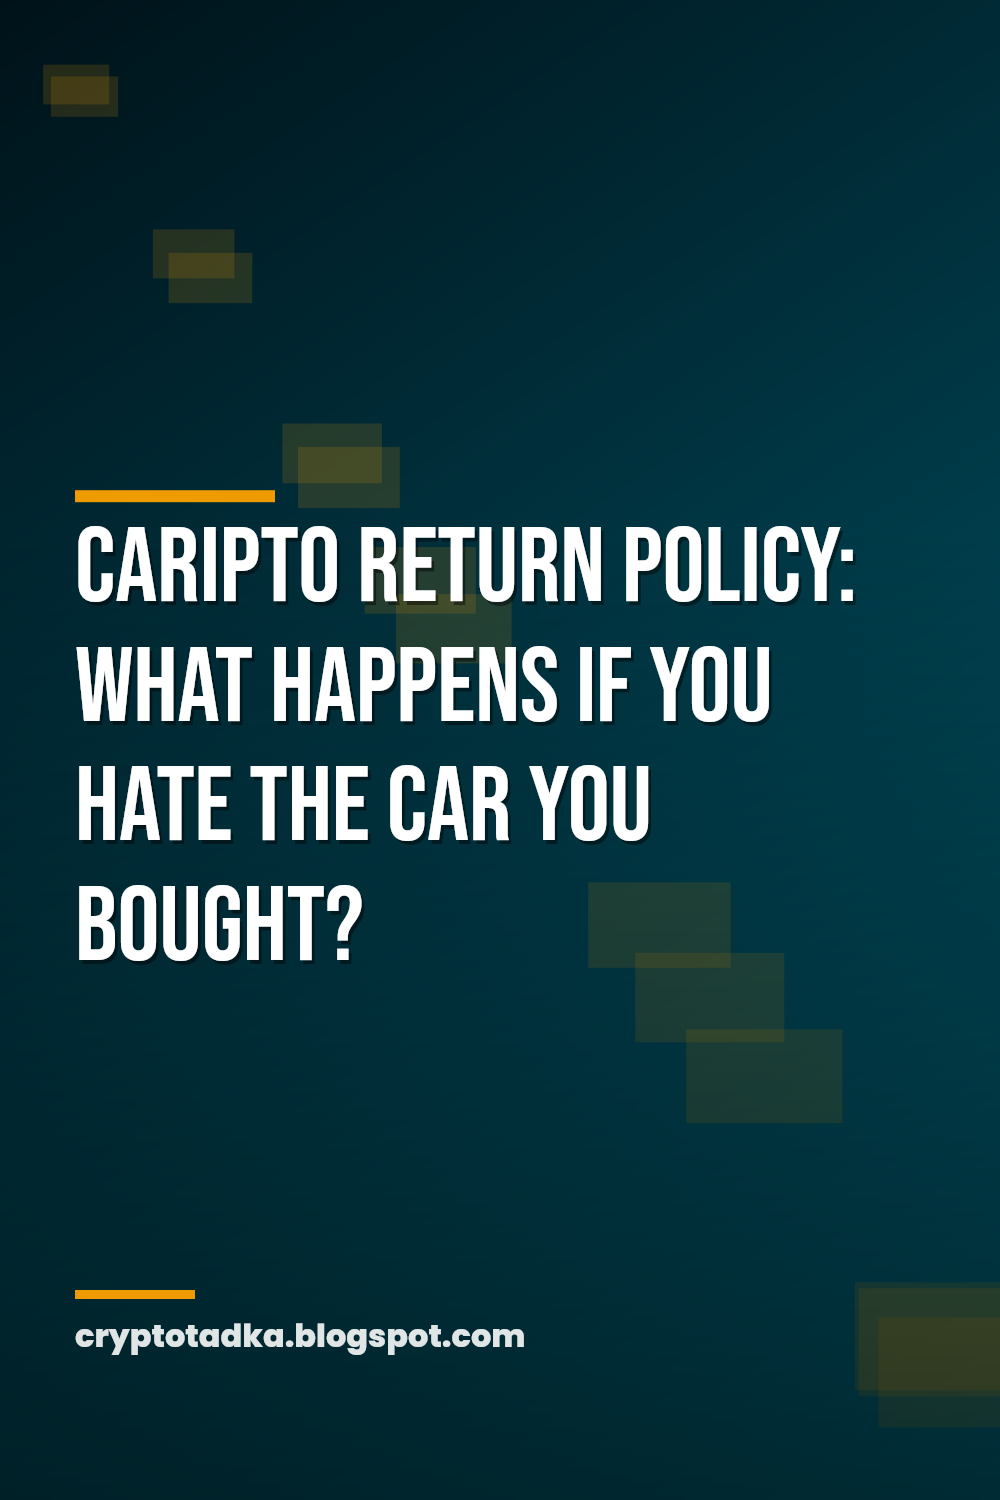 CARIPTO RETURN POLICY:
WHAT HAPPENS IF YOU
HATE THE CAR YOU
BOUGHT?
cryptotadka.blogspot.com